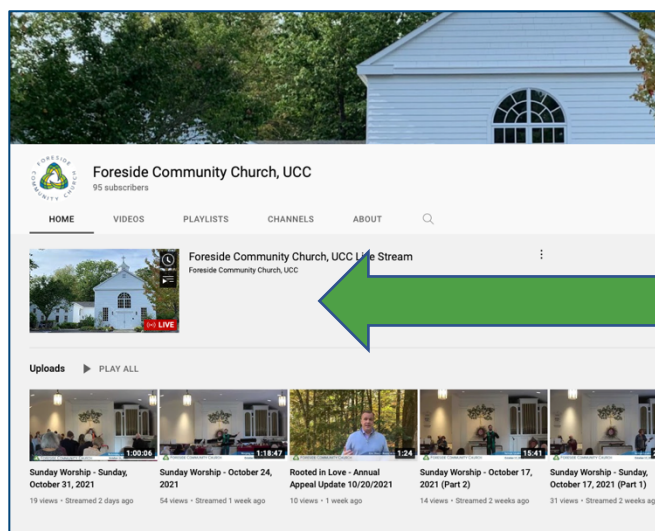 FORESIDE COMMUNITY CHURCH
Foreside Community Church, UCC
95 subscribers
HOME VIDEOS PLAYLISTS CHANNELS ABOUT
Foreside Community Church, UCC Live Stream
Foreside Community Church, UCC
LIVE
Uploads PLAY ALL
1:00:06 1:18:47 1:24 15:41
Sunday Worship - Sunday, October 31, 2021
19 views • Streamed 2 days ago
Sunday Worship - October 24, 2021
54 views • Streamed 1 week ago
Rooted in Love - Annual Appeal Update 10/20/2021
10 views • 1 week ago
Sunday Worship - October 17, 2021 (Part 2)
14 views • Streamed 2 weeks ago
Sunday Worship - Sunday, October 17, 2021 (Part 1)
31 views • Streamed 2 weeks ag